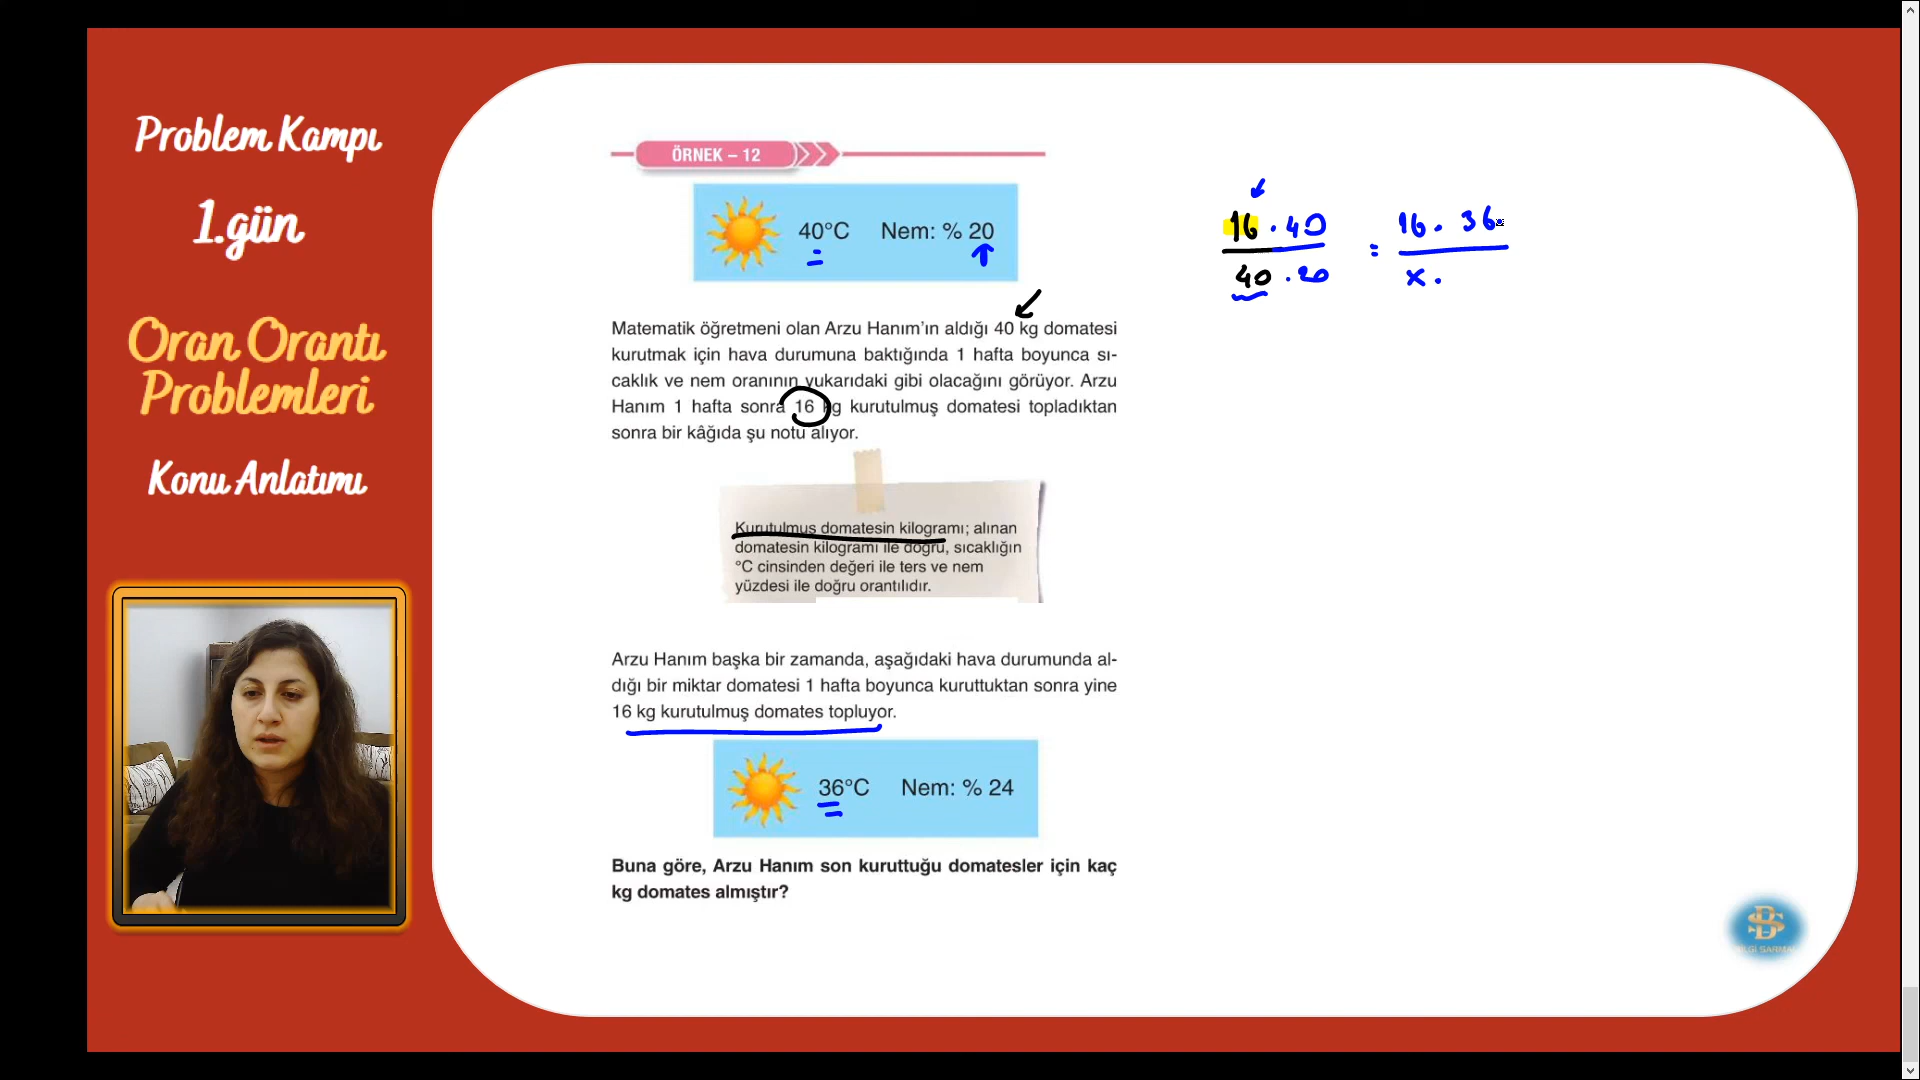 Problem Kampı
1.gün
Oran Orantı
Problemleri
Konu Anlatımı
ÖRNEK – 12
40°C Nem: % 20
Matematik öğretmeni olan Arzu Hanım'ın aldığı 40 kg domatesi
kurutmak için hava durumuna baktığında 1 hafta boyunca sı-
caklık ve nem oranının yukarıdaki gibi olacağını görüyor. Arzu
Hanım 1 hafta sonra 16 kg kurutulmuş domatesi topladıktan
sonra bir kâğıda şu notu alıyor.
Kurutulmuş domatesin kilogramı; alınan
domatesin kilogramı ile doğru, sıcaklığın
°C cinsinden değeri ile ters ve nem
yüzdesi ile doğru orantılıdır.
Arzu Hanım başka bir zamanda, aşağıdaki hava durumunda al-
dığı bir miktar domatesi 1 hafta boyunca kuruttuktan sonra yine
16 kg kurutulmuş domates topluyor.
36°C Nem: % 24
Buna göre, Arzu Hanım son kuruttuğu domatesler için kaç
kg domates almıştır?
16 . 40 = 16 . 36
40 . 20 x .